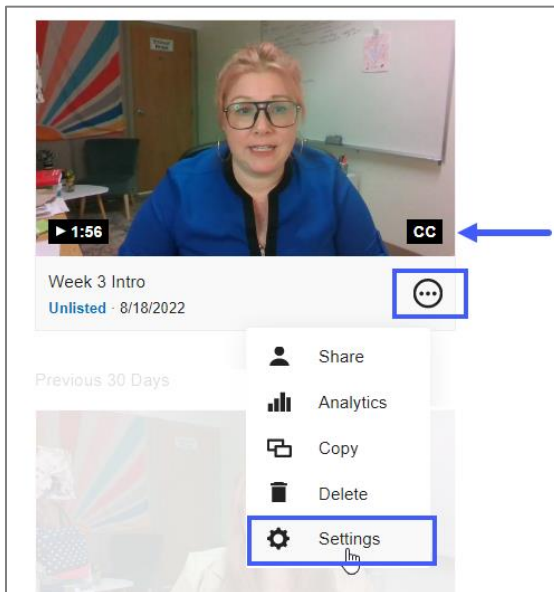 1:56
CC
Week 3 Intro
Unlisted · 8/18/2022
Share
Previous 30 Days
Analytics
Copy
Delete
Settings